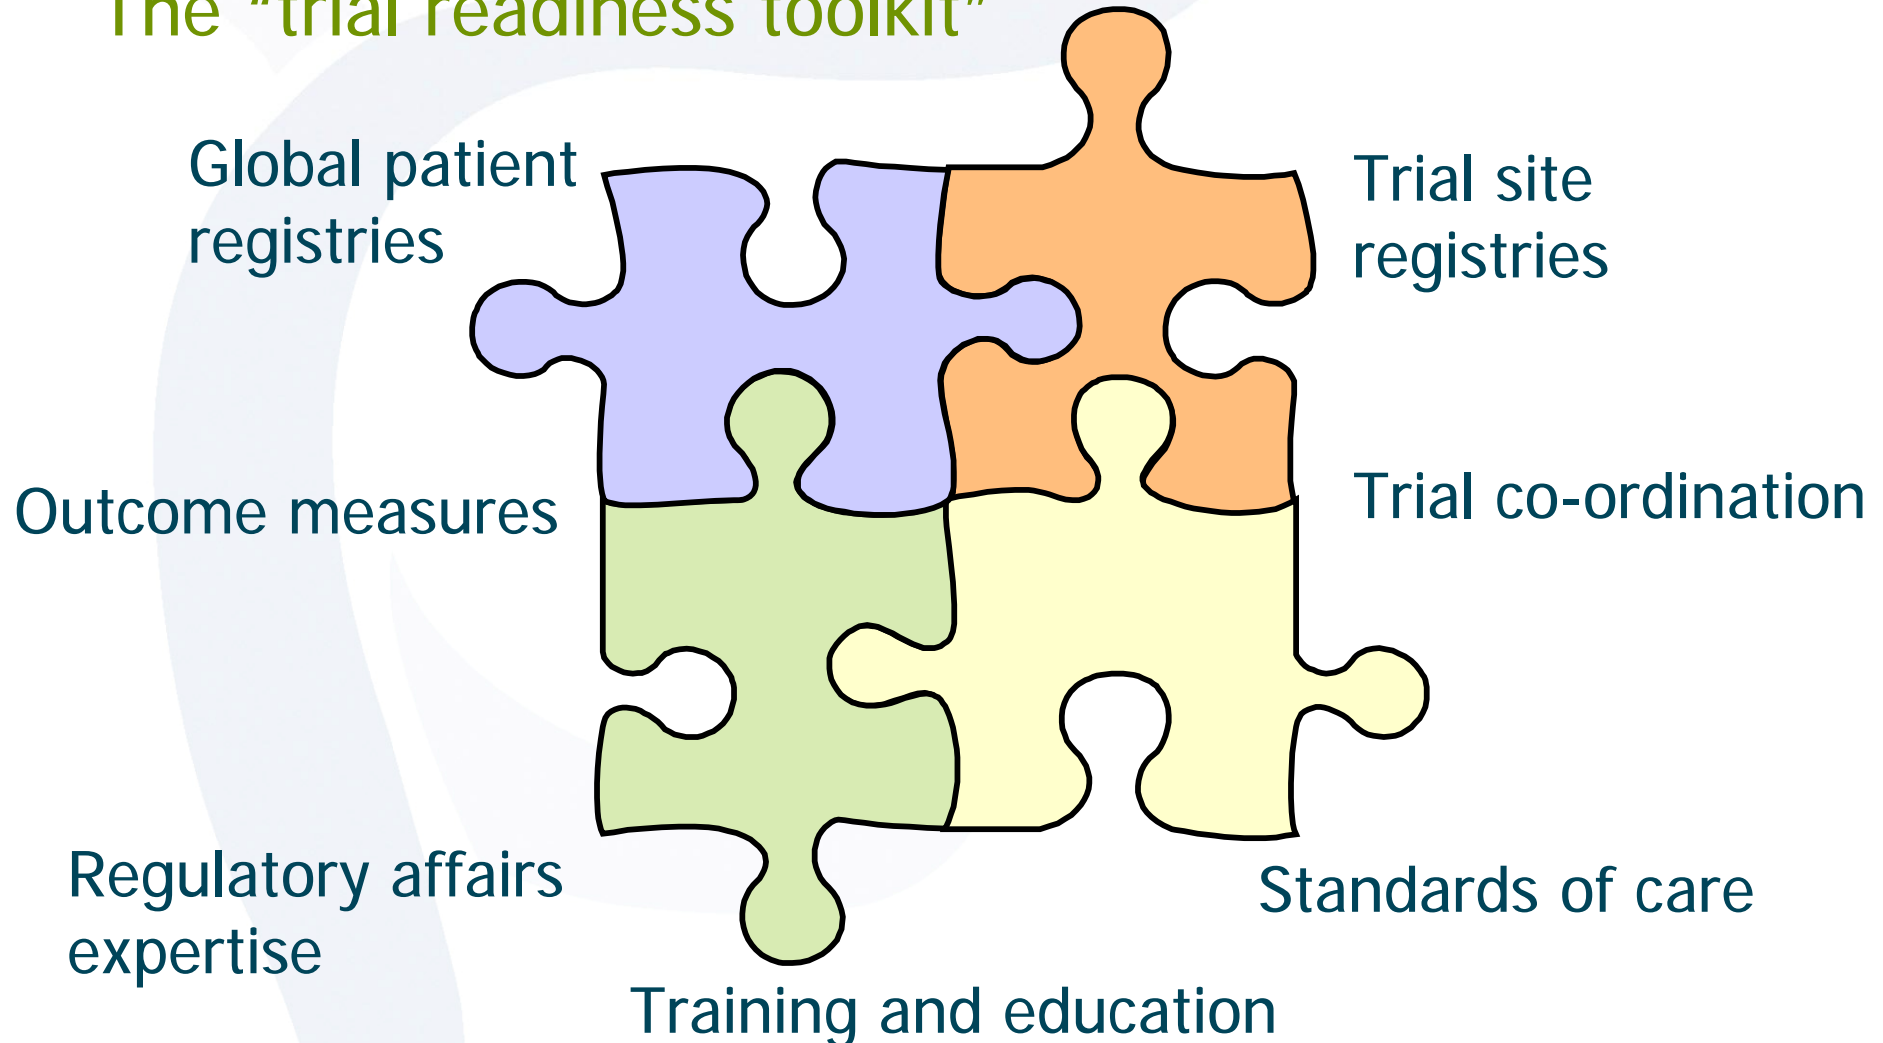 The “trial readiness toolkit”
Global patient
registries
Trial site
registries
Outcome measures
Trial co-ordination
Regulatory affairs
expertise
Standards of care
Training and education